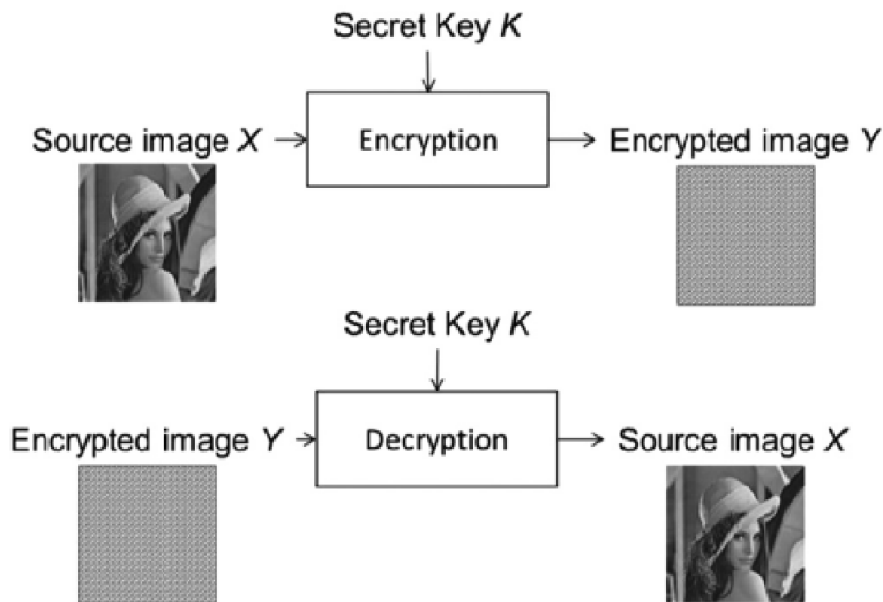 Secret Key K
Source image X
Encryption
Encrypted image Y
Secret Key K
Encrypted image Y
Decryption
Source image X